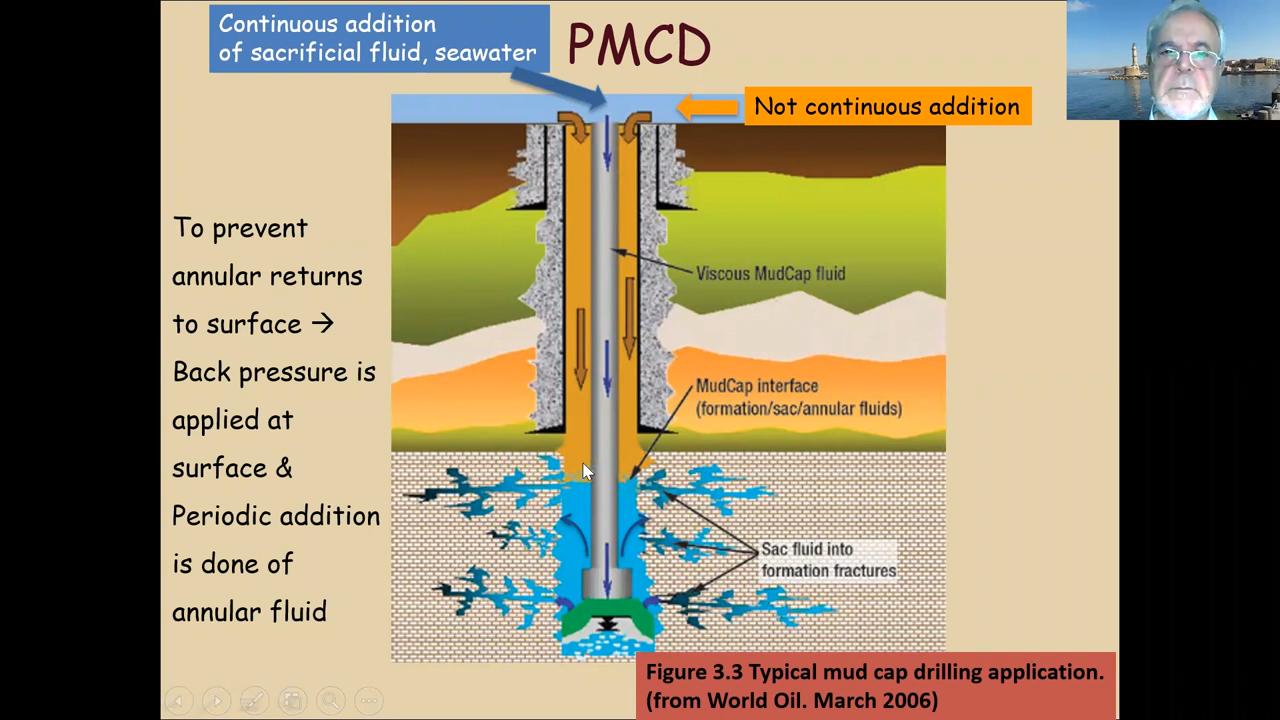 Continuous addition
of sacrificial fluid, seawater
PMCD
Not continuous addition
To prevent
annular returns
to surface →
Back pressure is
applied at
surface &
Periodic addition
is done of
annular fluid
Viscous MudCap fluid
MudCap interface
(formation/sac/annular fluids)
Sac fluid into
formation fractures
Figure 3.3 Typical mud cap drilling application.
(from World Oil. March 2006)